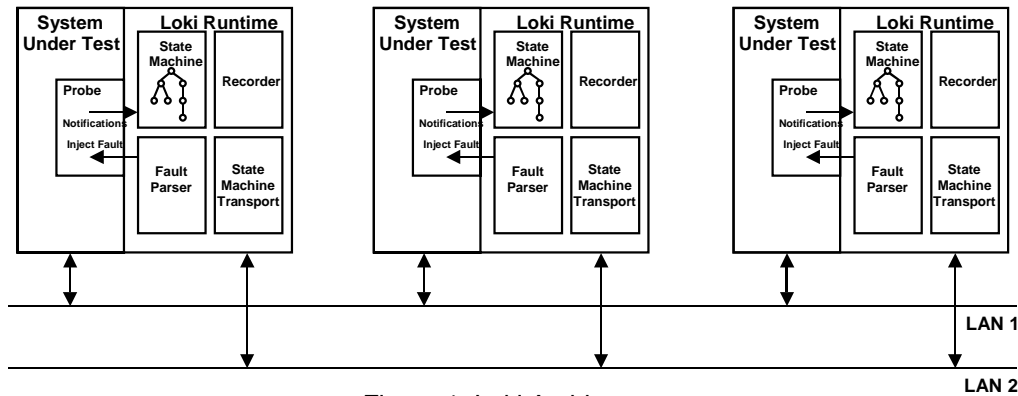 System
Under Test
Loki Runtime
State
Machine
Recorder
Probe
Notifications
Inject Fault
Fault
Parser
State
Machine
Transport
System
Under Test
Loki Runtime
State
Machine
Recorder
Probe
Notifications
Inject Fault
Fault
Parser
State
Machine
Transport
System
Under Test
Loki Runtime
State
Machine
Recorder
Probe
Notifications
Inject Fault
Fault
Parser
State
Machine
Transport
LAN 1
LAN 2